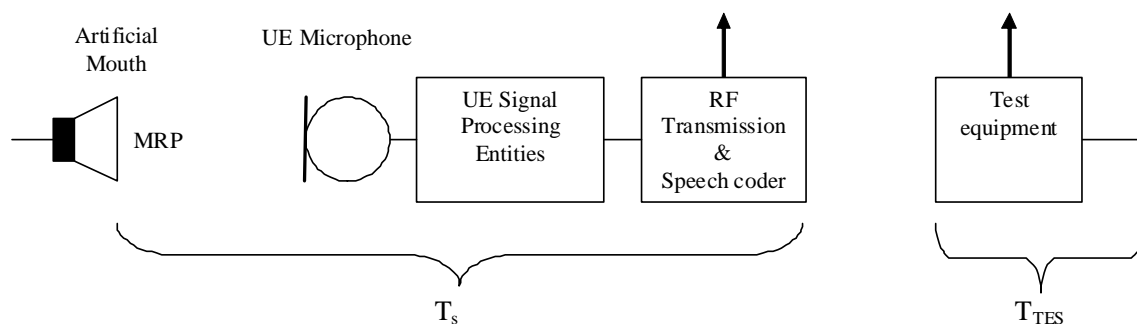 Artificial
Mouth
UE Microphone
MRP
UE Signal
Processing
Entities
RF
Transmission
&
Speech coder
Test
equipment
Ts
TTES